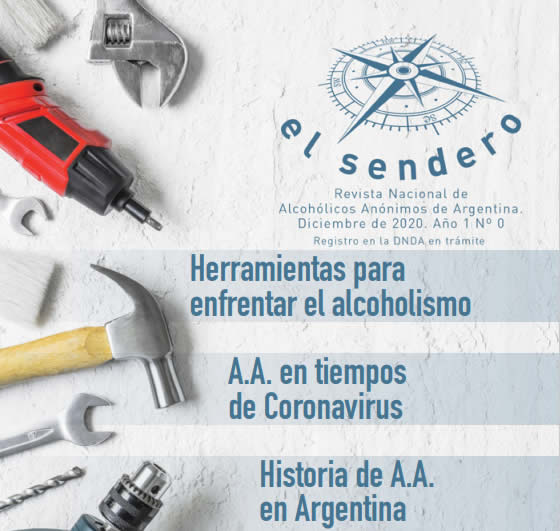 el sendero
Revista Nacional de
Alcohólicos Anónimos de Argentina.
Diciembre de 2020. Año 1 Nº 0
Registro en la DNDA en trámite
Herramientas para
enfrentar el alcoholismo
A.A. en tiempos
de Coronavirus
Historia de A.A.
en Argentina